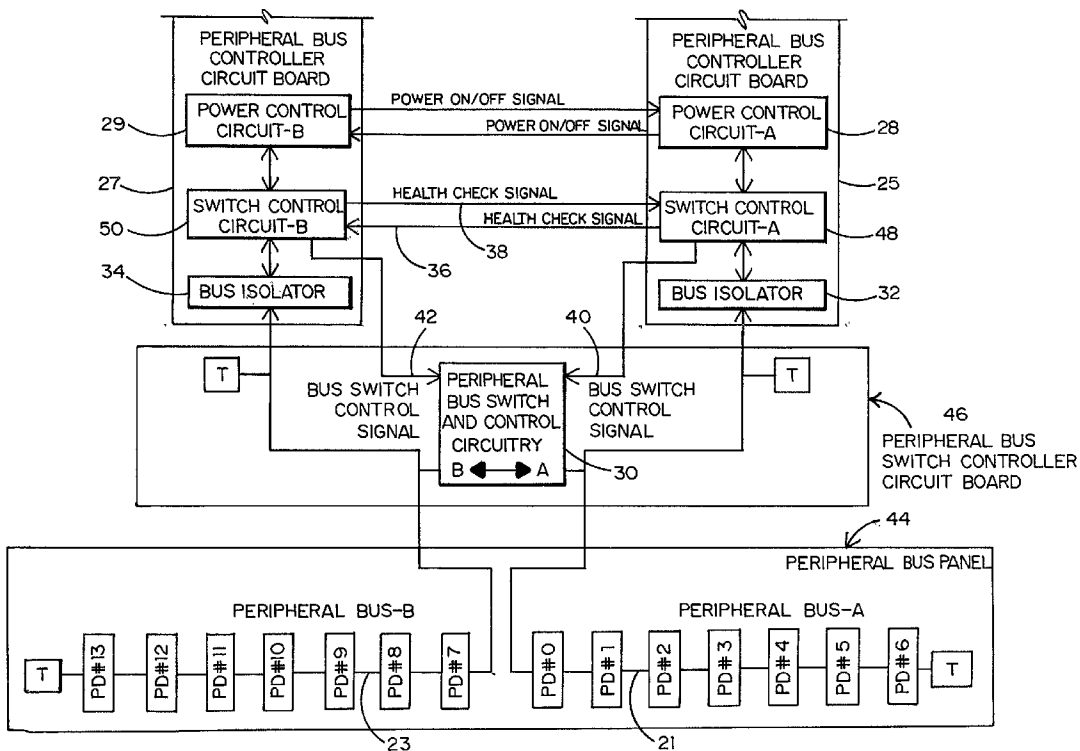 PERIPHERAL BUS
CONTROLLER
CIRCUIT BOARD
PERIPHERAL BUS
CONTROLLER
CIRCUIT BOARD
29
POWER CONTROL
CIRCUIT-B
POWER ON/OFF SIGNAL
POWER ON/OFF SIGNAL
POWER CONTROL
CIRCUIT-A
28
27
25
50
SWITCH CONTROL
CIRCUIT-B
HEALTH CHECK SIGNAL
HEALTH CHECK SIGNAL
SWITCH CONTROL
CIRCUIT-A
48
36
38
34
BUS ISOLATOR
BUS ISOLATOR
32
42
40
T
T
BUS SWITCH
CONTROL
SIGNAL
PERIPHERAL
BUS SWITCH
AND CONTROL
CIRCUITRY
B
A
BUS SWITCH
CONTROL
SIGNAL
30
46
PERIPHERAL BUS
SWITCH CONTROLLER
CIRCUIT BOARD
44
PERIPHERAL BUS PANEL
PERIPHERAL BUS-B
PERIPHERAL BUS-A
T
PD#13
PD#12
PD#11
PD#10
PD#9
PD#8
PD#7
PD#0
PD#1
PD#2
PD#3
PD#4
PD#5
PD#6
T
23
21